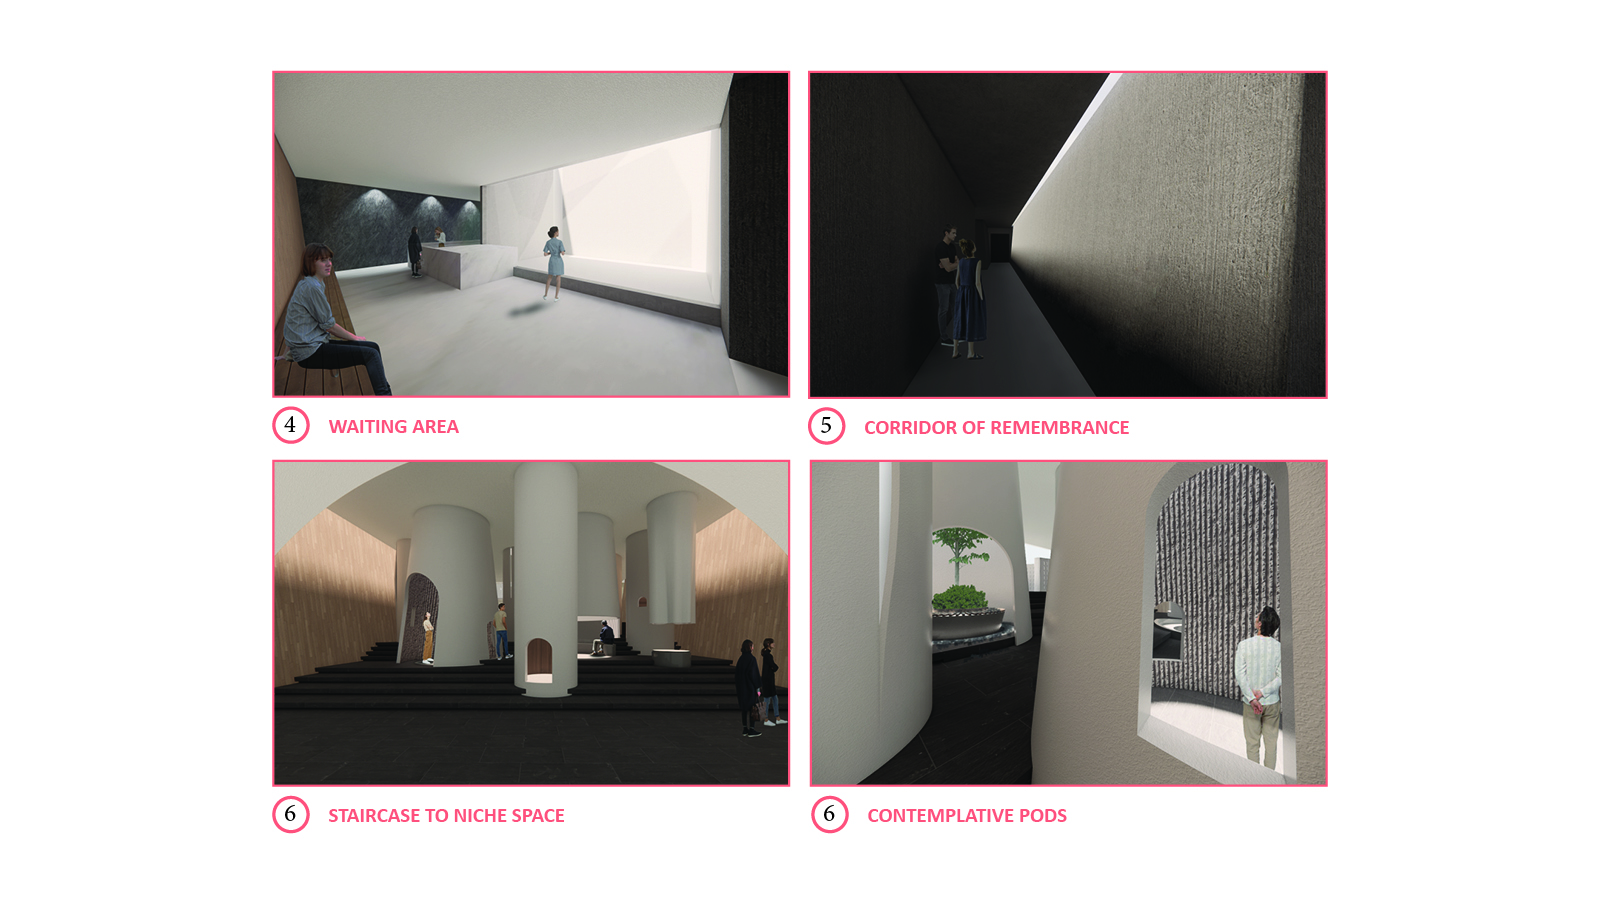 4 WAITING AREA
5 CORRIDOR OF REMEMBRANCE
6 STAIRCASE TO NICHE SPACE
6 CONTEMPLATIVE PODS